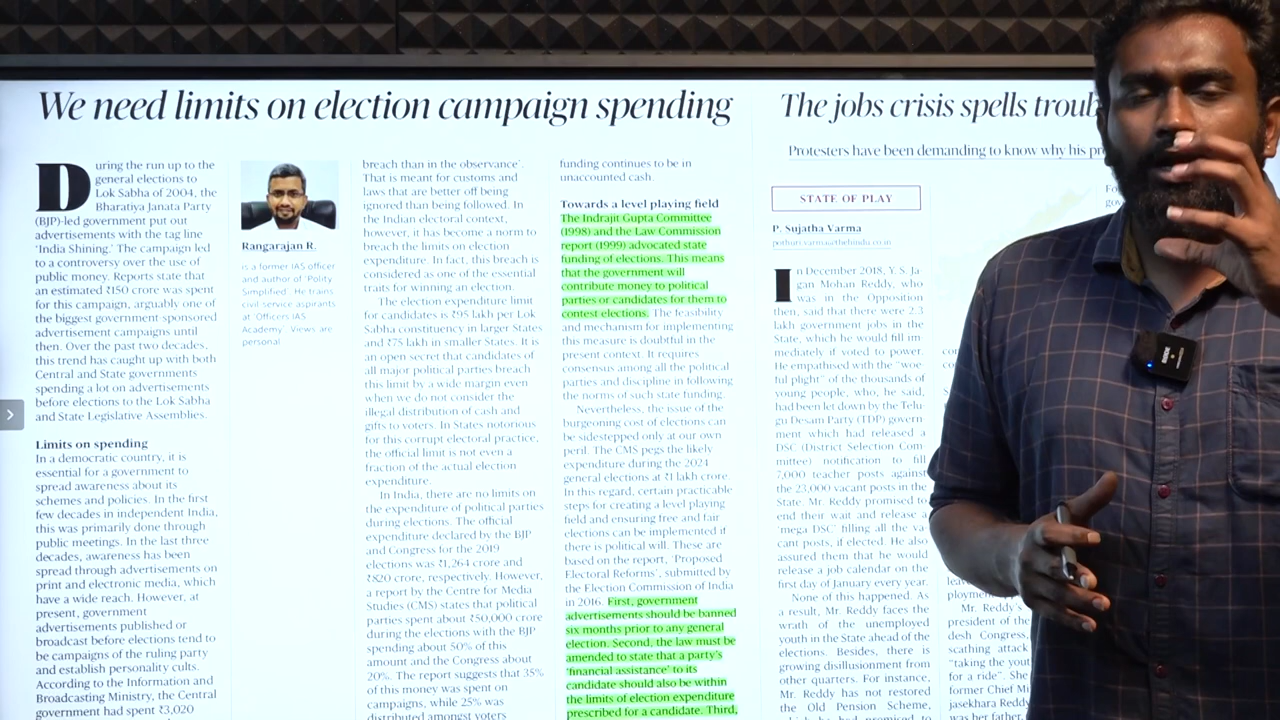 We need limits on election campaign spending
D
uring the run up to the
general elections to
Lok Sabha of 2004, the
Bharatiya Janata Party
(BJP)-led government put out
advertisements with the tag line
'India Shining.' The campaign led
to a controversy over the use of
public money. Reports state that
an estimated ₹150 crore was spent
for this campaign, arguably one of
the biggest government-sponsored
advertisement campaigns until
then. Over the past two decades,
this trend has caught up with both
Central and State governments
spending a lot on advertisements
before elections to the Lok Sabha
and State Legislative Assemblies.
Limits on spending
In a democratic country, it is
essential for a government to
spread awareness about its
schemes and policies. In the first
few decades in independent India,
this was primarily done through
public meetings. In the last three
decades, awareness has been
spread through advertisements on
print and electronic media, which
have a wide reach. However, at
present, government
advertisements published or
broadcast before elections tend to
be campaigns of the ruling party
and establish personality cults.
According to the Information and
Broadcasting Ministry, the Central
government had spent ₹3,020
Rangarajan R.
is a former IAS officer
and author of 'Polity
Simplified'. He trains
civil-service aspirants
at 'Officers IAS
Academy'. Views are
personal
breach than in the observance'.
That is meant for customs and
laws that are better off being
ignored than being followed. In
the Indian electoral context,
however, it has become a norm to
breach the limits on election
expenditure. In fact, this breach is
considered as one of the essential
traits for winning an election.
The election expenditure limit
for candidates is ₹95 lakh per Lok
Sabha constituency in larger States
and ₹75 lakh in smaller States. It is
an open secret that candidates of
all major political parties breach
this limit by a wide margin even
when we do not consider the
illegal distribution of cash and
gifts to voters. In States notorious
for this corrupt electoral practice,
the official limit is not even a
fraction of the actual election
expenditure.
In India, there are no limits on
the expenditure of political parties
during elections. The official
expenditure declared by the BJP
and Congress for the 2019
elections was ₹1,264 crore and
₹820 crore, respectively. However,
a report by the Centre for Media
Studies (CMS) states that political
parties spent about ₹50,000 crore
during the elections with the BJP
spending about 50% of this
amount and the Congress about
20%. The report suggests that 35%
of this money was spent on
campaigns, while 25% was
distributed amongst voters
funding continues to be in
unaccounted cash.
Towards a level playing field
The Indrajit Gupta Committee
(1998) and the Law Commission
report (1999) advocated state
funding of elections. This means
that the government will
contribute money to political
parties or candidates for them to
contest elections. The feasibility
and mechanism for implementing
this measure is doubtful in the
present context. It requires
consensus among all the political
parties and discipline in following
the norms of such state funding.
Nevertheless, the issue of the
burgeoning cost of elections can
be sidestepped only at our own
peril. The CMS pegs the likely
expenditure during the 2024
general elections at ₹1 lakh crore.
In this regard, certain practicable
steps for creating a level playing
field and ensuring free and fair
elections can be implemented if
there is political will. These are
based on the report, 'Proposed
Electoral Reforms', submitted by
the Election Commission of India
in 2016. First, government
advertisements should be banned
six months prior to any general
election. Second, the law must be
amended to state that a party's
'financial assistance' to its
candidate should also be within
the limits of election expenditure
prescribed for a candidate. Third,
The jobs crisis spells troub
Protesters have been demanding to know why his pr
STATE OF PLAY
P. Sujatha Varma
pothuri.varma@thehindu.co.in
I
n December 2018, Y. S. Ja-
gan Mohan Reddy, who
was in the Opposition
then, said that there were 2.3
lakh government jobs in the
State, which he would fill im-
mediately if voted to power.
He empathised with the "woe-
ful plight" of the thousands of
young people, who, he said,
had been let down by the Telu-
gu Desam Party (TDP) govern-
ment which had released a
DSC (District Selection Com-
mittee) notification to fill
7,000 teacher posts against
the 23,000 vacant posts in the
State. Mr. Reddy promised to
end their wait and release a
'mega DSC' filling all the va-
cant posts, if elected. He also
assured them that he would
release a job calendar on the
first day of January every year.
None of this happened. As
a result, Mr. Reddy faces the
wrath of the unemployed
youth in the State ahead of the
elections. Besides, there is
growing disillusionment from
other quarters. For instance,
Mr. Reddy has not restored
the Old Pension Scheme,
which he had promised to
Mr. Reddy's
president of the
desh Congress,
scathing attack
"taking the yout
for a ride". She
former Chief Mi
jasekhara Reddy
was her father,